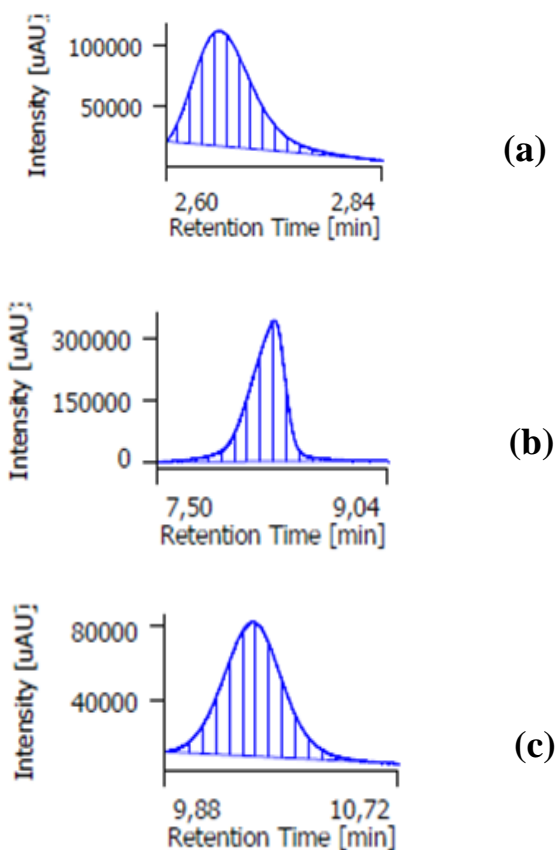 Intensity [uAU]
100000
50000
2,60 2,84
Retention Time [min]
(a)
Intensity [uAU]
300000
150000
0
7,50 9,04
Retention Time [min]
(b)
Intensity [uAU]
80000
40000
9,88 10,72
Retention Time [min]
(c)